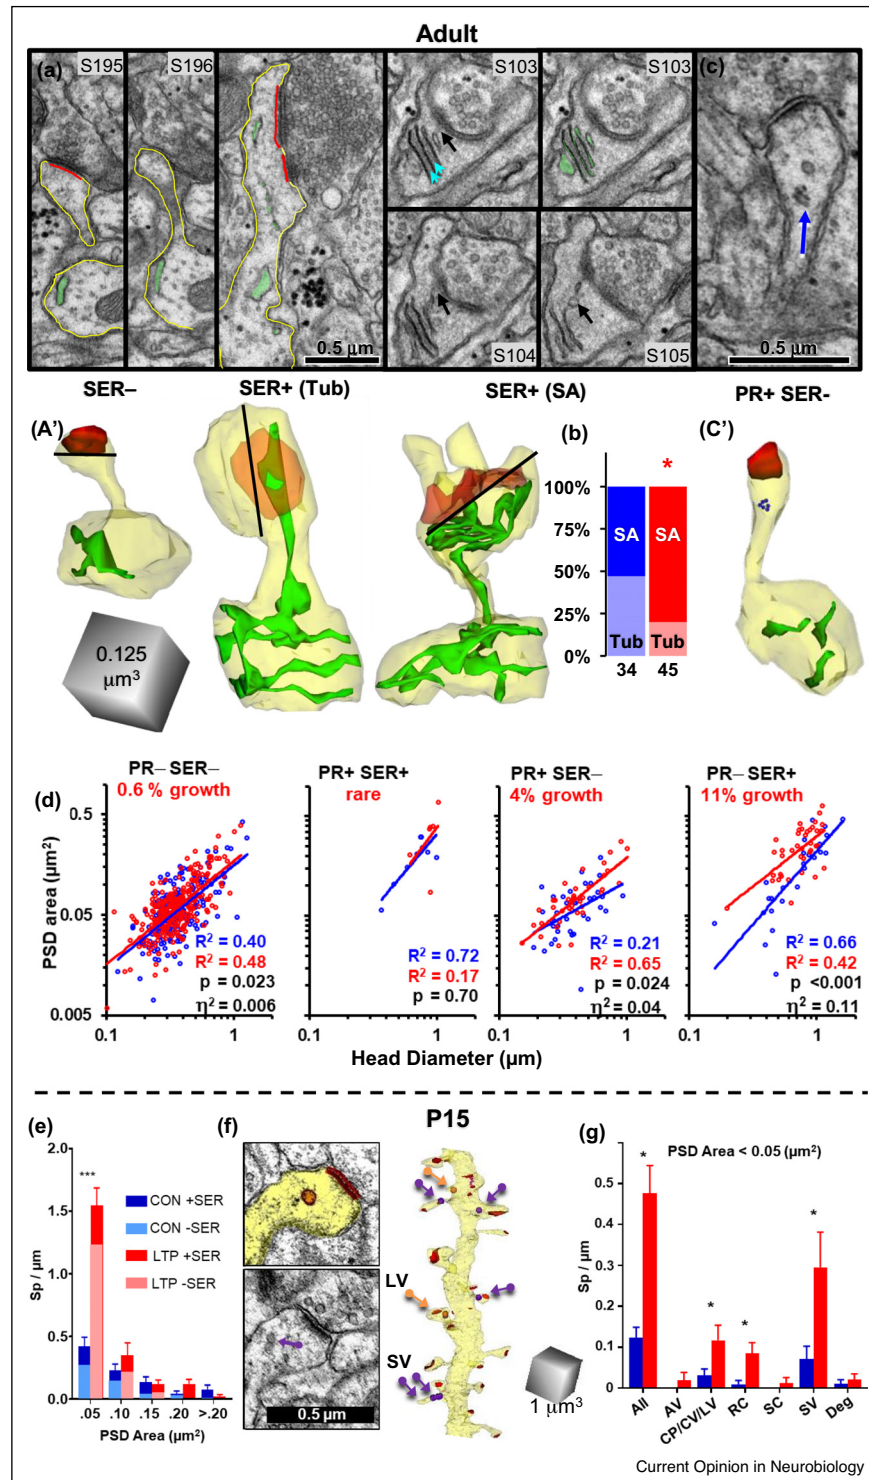 Adult
(a)
S195
S196
0.5 µm
S103
S103
S104
S105
(c)
0.5 µm
SER–
SER+ (Tub)
SER+ (SA)
PR+ SER-
(A')
0.125
µm³
(b)
*
100%
75%
50%
25%
0%
SA
SA
Tub
Tub
34
45
(C')
(d)
PR– SER–
0.6 % growth
PR+ SER+
rare
PR+ SER–
4% growth
PR– SER+
11% growth
PSD area (µm²)
0.5
0.05
0.005
R² = 0.40
R² = 0.48
p = 0.023
η² = 0.006
R² = 0.72
R² = 0.17
p = 0.70
R² = 0.21
R² = 0.65
p = 0.024
η² = 0.04
R² = 0.66
R² = 0.42
p <0.001
η² = 0.11
0.1 1
0.1 1
0.1 1
0.1 1
Head Diameter (µm)
P15
(e)
Sp / µm
2.0
1.5
1.0
0.5
0.0
***
CON +SER
CON -SER
LTP +SER
LTP -SER
.05 .10 .15 .20 >.20
PSD Area (µm²)
(f)
LV
SV
0.5 µm
1 µm³
(g)
PSD Area < 0.05 (µm²)
Sp / µm
0.5
0.4
0.3
0.2
0.1
0
*
*
*
*
All
AV
CP/CV/LV
RC
SC
SV
Deg
Current Opinion in Neurobiology